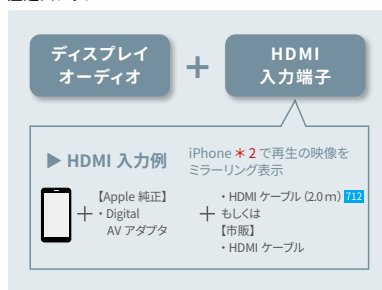 ディスプレイ
オーディオ
+
HDMI
入力端子
▶ HDMI 入力例
iPhone＊2で再生の映像を
ミラーリング表示
+
【Apple 純正】
・Digital
AV アダプタ
+
・HDMI ケーブル（2.0m）712
もしくは
【市販】
・HDMI ケーブル